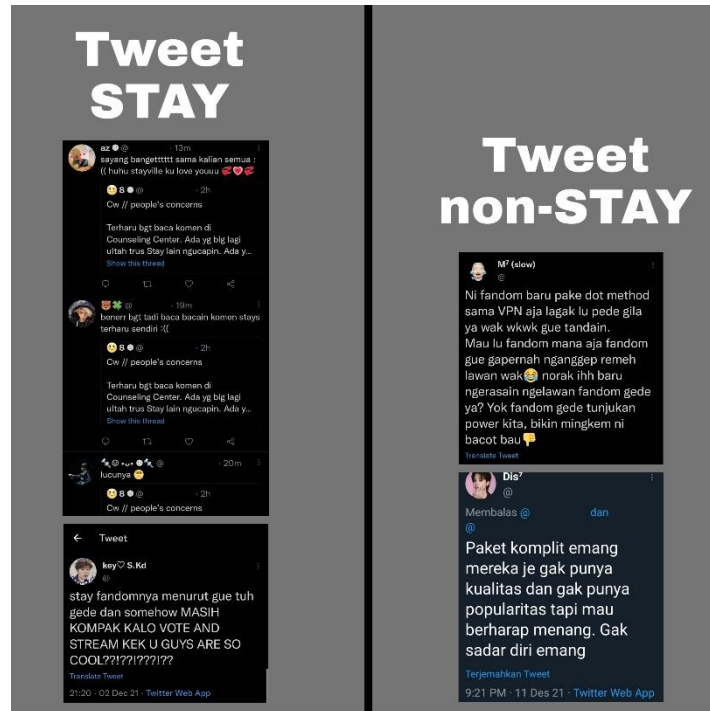 Tweet
STAY
az @ · 13m
sayang bangetttttt sama kalian semua :
(( huhu stayville ku love youuu 💞💗💞
8 @ · 2h
Cw // people's concerns
Terharu bgt baca komen di
Counseling Center. Ada yg blg lagi
ultah trus Stay lain ngucapin. Ada y...
Show this thread
🐻🍀 @ · 19m
benerr bgt tadi baca bacain komen stays
terharu sendiri :((
8 @ · 2h
Cw // people's concerns
Terharu bgt baca komen di
Counseling Center. Ada yg blg lagi
ultah trus Stay lain ngucapin. Ada y...
Show this thread
@ · 20m
lucunya
8 @ · 2h
Cw // people's concerns
Tweet
key♡ S.Kd
@
stay fandomnya menurut gue tuh
gede dan somehow MASIH
KOMPAK KALO VOTE AND
STREAM KEK U GUYS ARE SO
COOL??!??!???!??
Translate Tweet
21:20 · 02 Dec 21 · Twitter Web App
Tweet
non-STAY
M⁷ (slow)
@
Ni fandom baru pake dot method
sama VPN aja lagak lu pede gila
ya wak wkwk gue tandain.
Mau lu fandom mana aja fandom
gue gapernah nganggep remeh
lawan wak😂 norak ihh baru
ngerasain ngelawan fandom gede
ya? Yok fandom gede tunjukan
power kita, bikin mingkem ni
bacot bau👎
Translate Tweet
Dis⁷
@
Membalas @ dan
@
Paket komplit emang
mereka je gak punya
kualitas dan gak punya
popularitas tapi mau
berharap menang. Gak
sadar diri emang
Terjemahkan Tweet
9:21 PM · 11 Des 21 · Twitter Web App